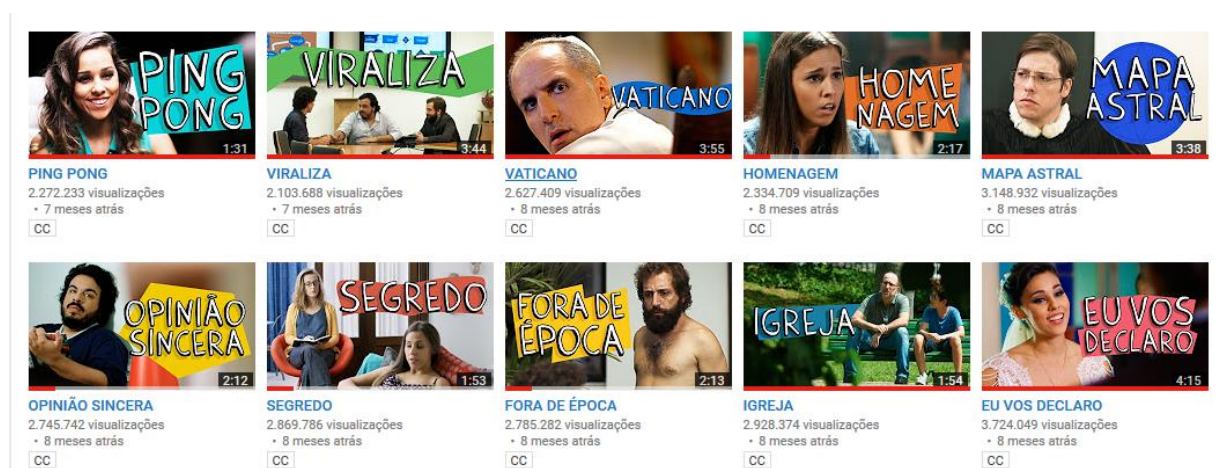 PING
PONG
1:31
VIRALIZA
3:44
VATICANO
3:55
HOME
NAGEM
2:17
MAPA
ASTRAL
3:38
PING PONG
2.272.233 visualizações
• 7 meses atrás
CC
VIRALIZA
2.103.688 visualizações
• 7 meses atrás
CC
VATICANO
2.627.409 visualizações
• 8 meses atrás
CC
HOMENAGEM
2.334.709 visualizações
• 8 meses atrás
CC
MAPA ASTRAL
3.148.932 visualizações
• 8 meses atrás
CC
OPINIÃO
SINCERA
2:12
SEGREDO
1:53
FORA DE
ÉPOCA
2:13
IGREJA
1:54
EU VOS
DECLARO
4:15
OPINIÃO SINCERA
2.745.742 visualizações
• 8 meses atrás
CC
SEGREDO
2.869.786 visualizações
• 8 meses atrás
CC
FORA DE ÉPOCA
2.785.282 visualizações
• 8 meses atrás
CC
IGREJA
2.928.374 visualizações
• 8 meses atrás
CC
EU VOS DECLARO
3.724.049 visualizações
• 8 meses atrás
CC